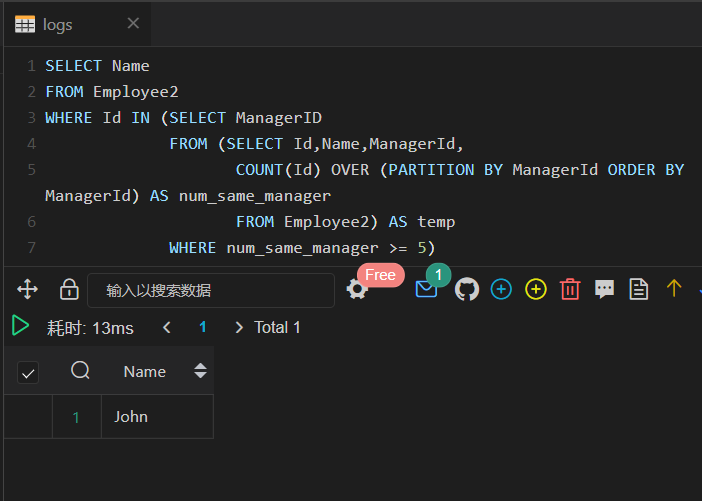 logs
1 SELECT Name
2 FROM Employee2
3 WHERE Id IN (SELECT ManagerID
4 FROM (SELECT Id,Name,ManagerId,
5 COUNT(Id) OVER (PARTITION BY ManagerId ORDER BY
ManagerId) AS num_same_manager
6 FROM Employee2) AS temp
7 WHERE num_same_manager >= 5)
输入以搜索数据 Free 1
耗时: 13ms 1 Total 1
Name
1 John